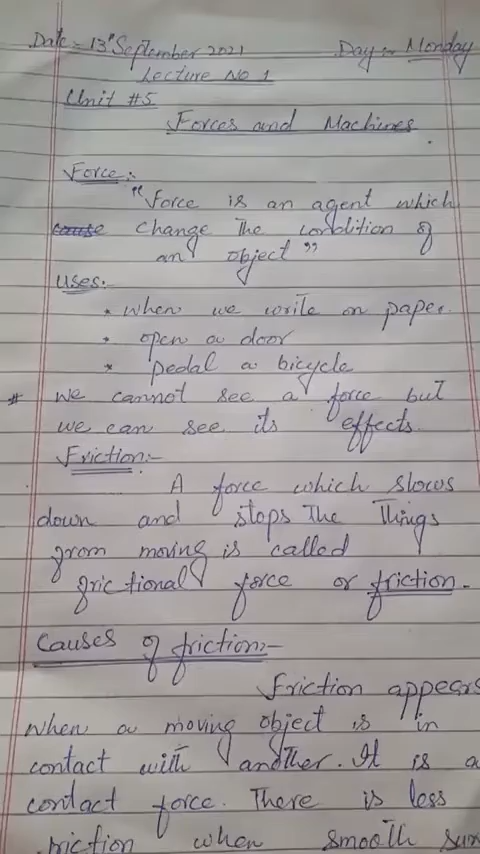 Date:- 13th September 2021 Day:- Monday
Lecture No 1
Unit #5
Forces and Machines.
Force:-
"Force is an agent which
cause change the condition of
an object"
Uses:-
• when we write on paper.
• open a door
* pedal a bicycle
# we cannot see a force but
we can see its effects.
Friction:-
A force which slows
down and stops the things
from moving is called
frictional force or friction.
Causes of friction:-
Friction appears
when a moving object is in
contact with another. It is a
contact force. There is less
friction when smooth